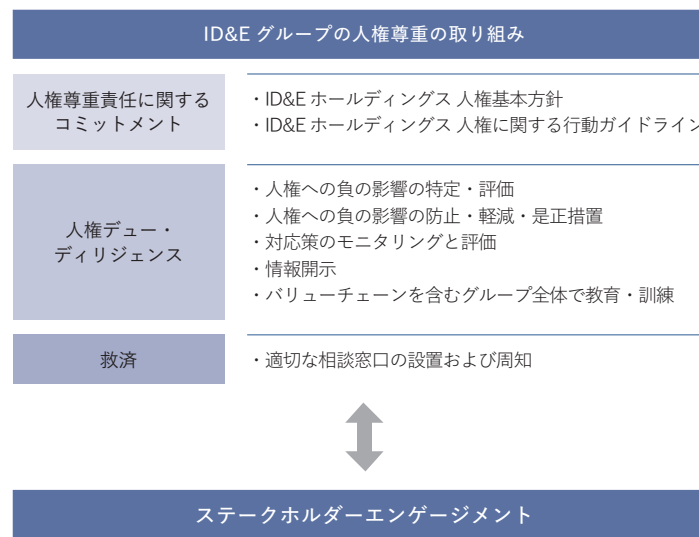 ID&E グループの人権尊重の取り組み
人権尊重責任に関する
コミットメント
・ID&E ホールディングス 人権基本方針
・ID&E ホールディングス 人権に関する行動ガイドライン
人権デュー・
ディリジェンス
・人権への負の影響の特定・評価
・人権への負の影響の防止・軽減・是正措置
・対応策のモニタリングと評価
・情報開示
・バリューチェーンを含むグループ全体で教育・訓練
救済
・適切な相談窓口の設置および周知
ステークホルダーエンゲージメント